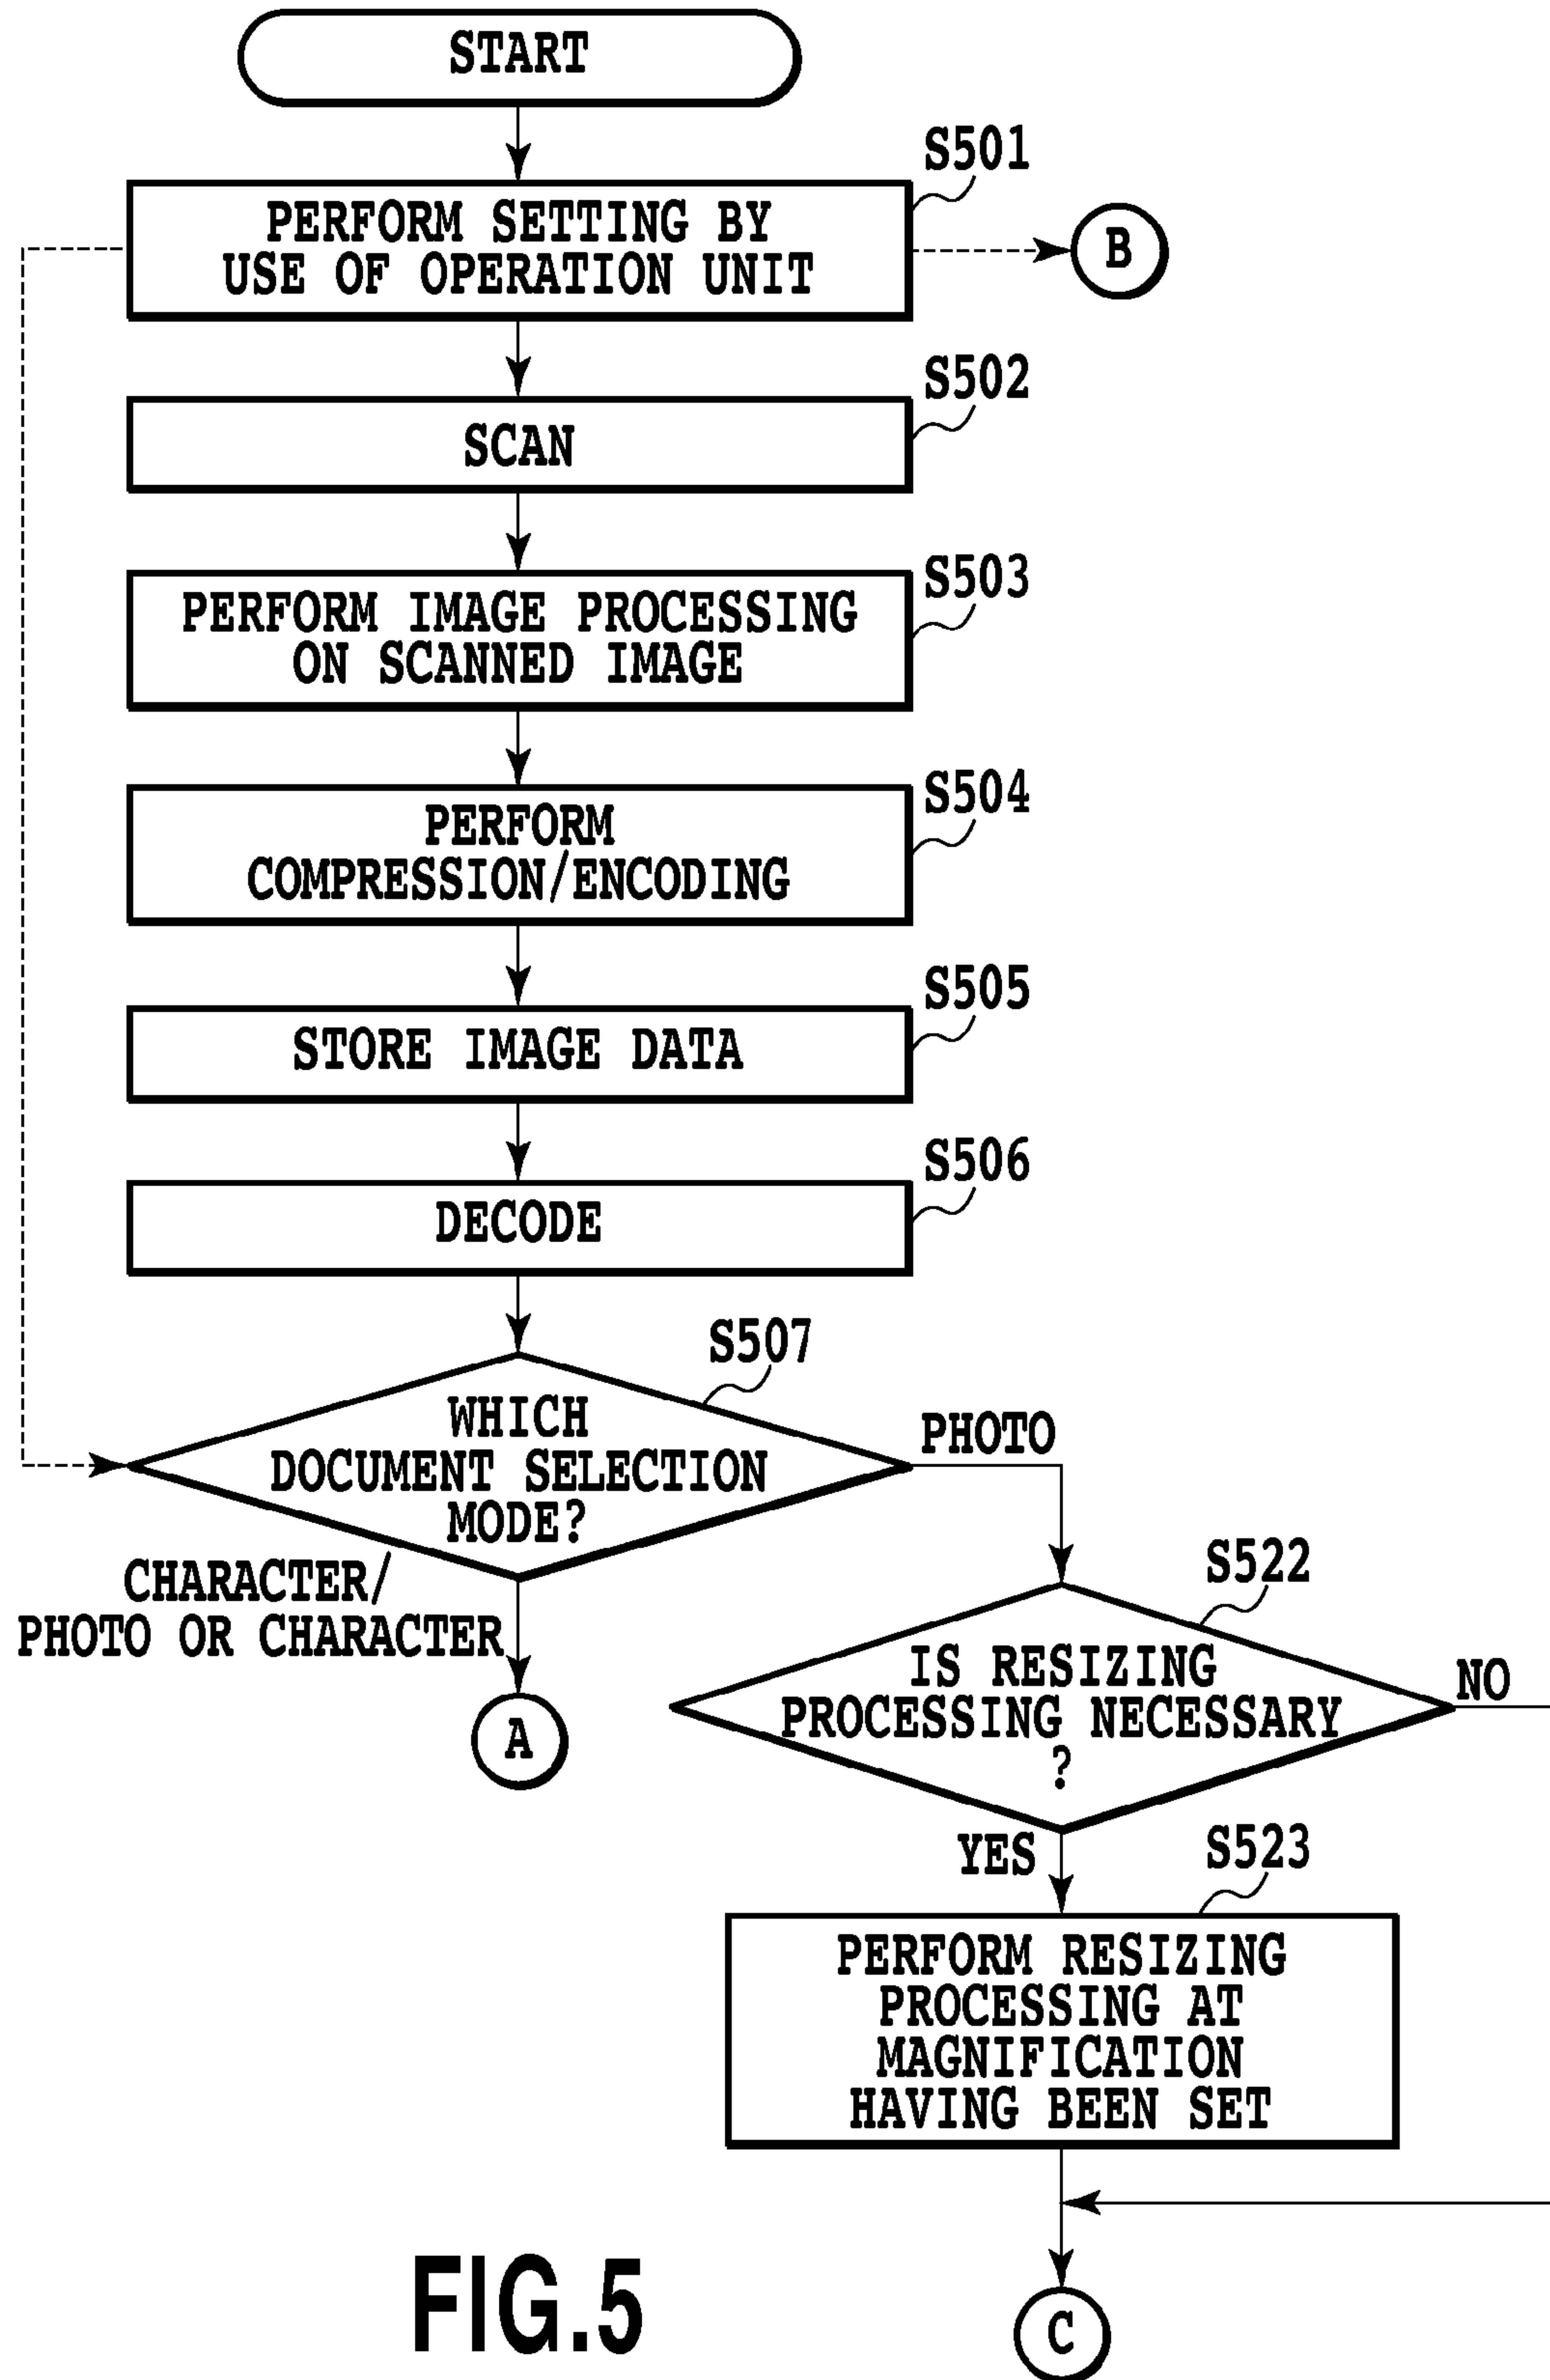 START
S501
PERFORM SETTING BY
USE OF OPERATION UNIT
B
S502
SCAN
S503
PERFORM IMAGE PROCESSING
ON SCANNED IMAGE
S504
PERFORM
COMPRESSION/ENCODING
S505
STORE IMAGE DATA
S506
DECODE
S507
WHICH
DOCUMENT SELECTION
MODE?
PHOTO
CHARACTER/
PHOTO OR CHARACTER
A
S522
IS RESIZING
PROCESSING NECESSARY
?
NO
YES
S523
PERFORM RESIZING
PROCESSING AT
MAGNIFICATION
HAVING BEEN SET
C
FIG.5